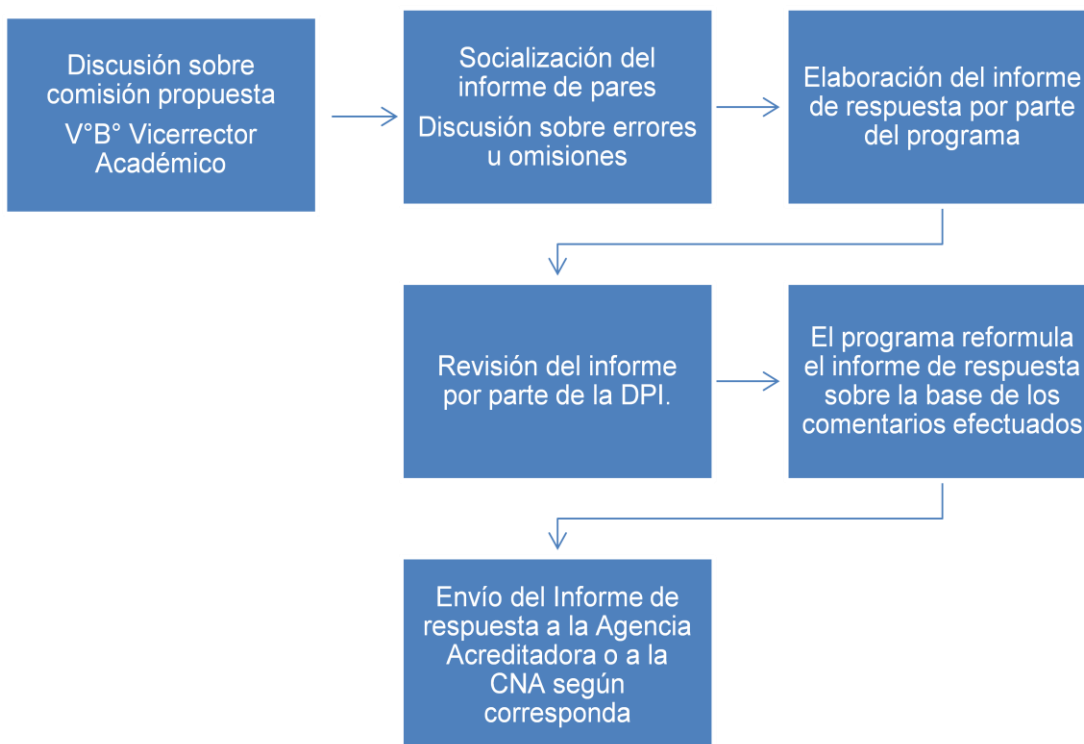 Discusión sobre
comisión propuesta
V°B° Vicerrector
Académico
Socialización del
informe de pares
Discusión sobre errores
u omisiones
Elaboración del informe
de respuesta por parte
del programa
Revisión del informe
por parte de la DPI.
El programa reformula
el informe de respuesta
sobre la base de los
comentarios efectuados
Envío del Informe de
respuesta a la Agencia
Acreditadora o a la
CNA según
corresponda